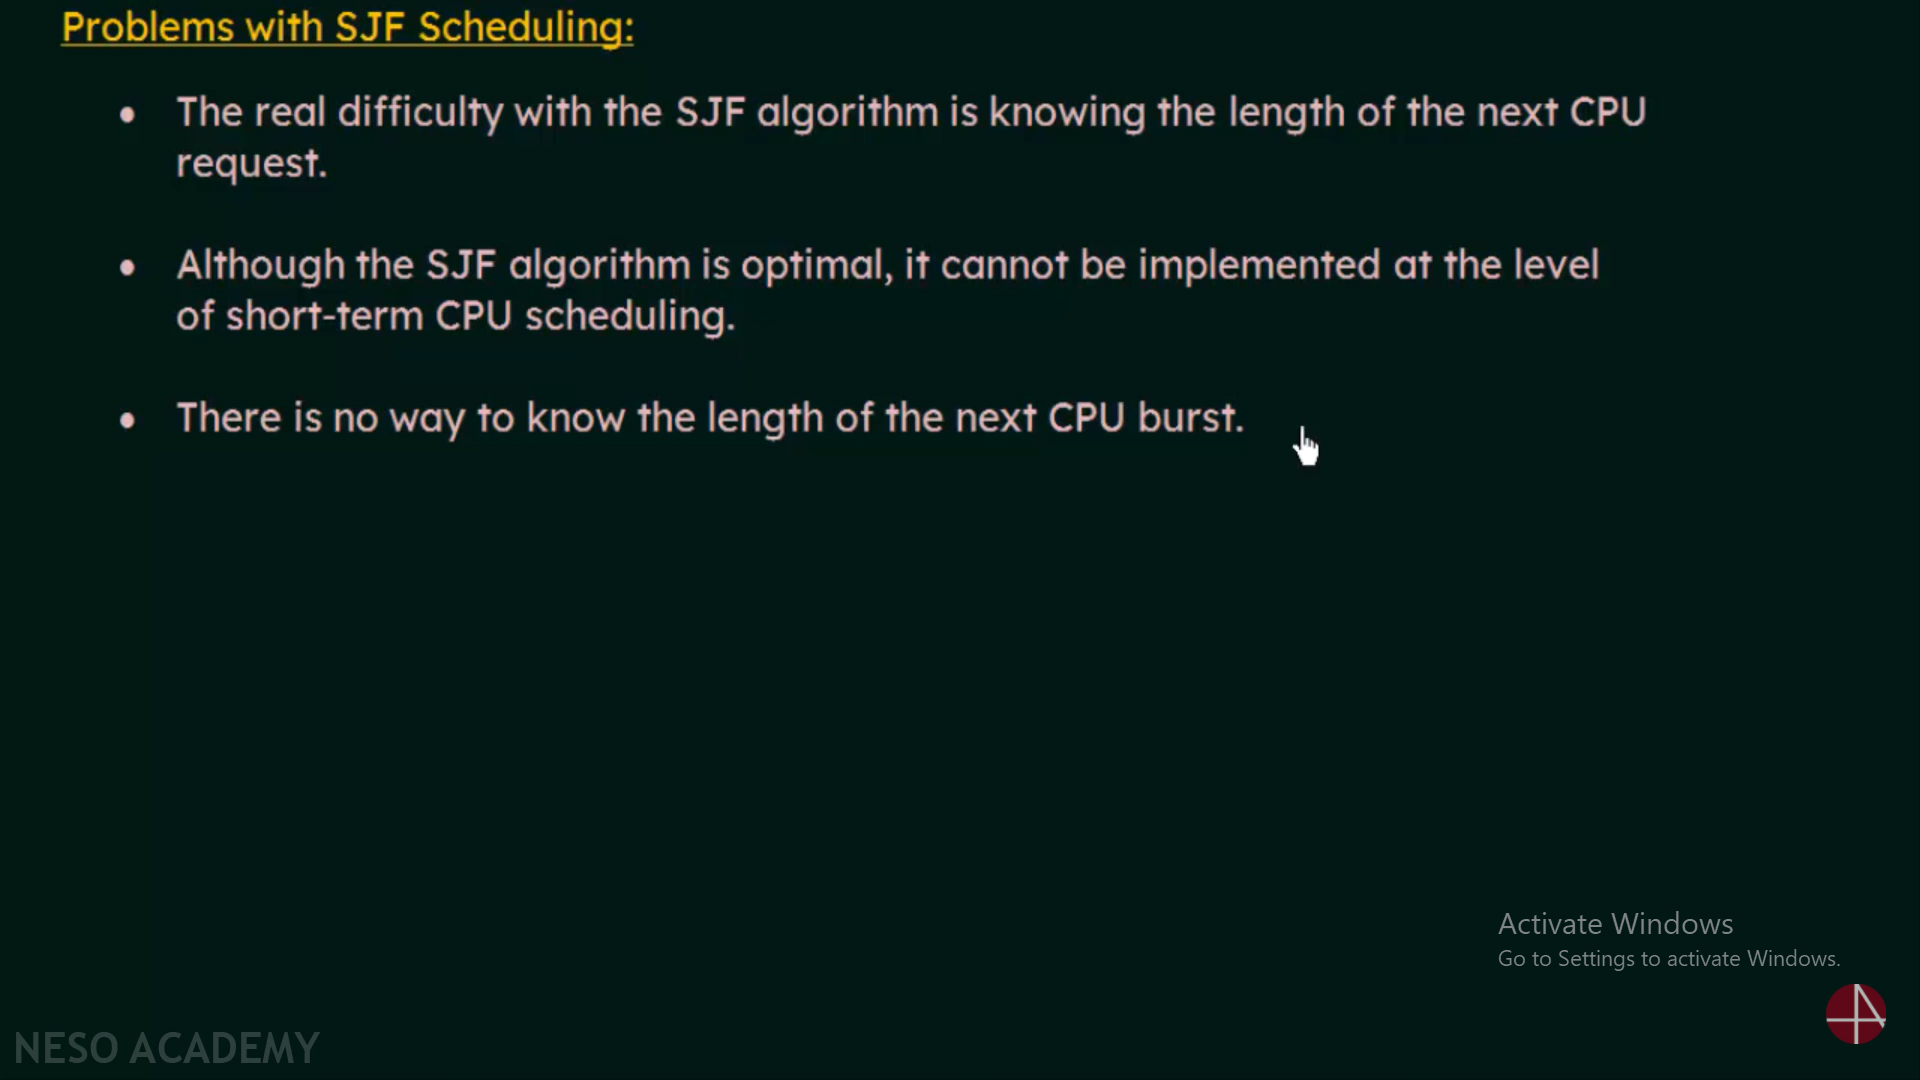 Problems with SJF Scheduling:
• The real difficulty with the SJF algorithm is knowing the length of the next CPU
request.
• Although the SJF algorithm is optimal, it cannot be implemented at the level
of short-term CPU scheduling.
• There is no way to know the length of the next CPU burst.
Activate Windows
Go to Settings to activate Windows.
NESO ACADEMY